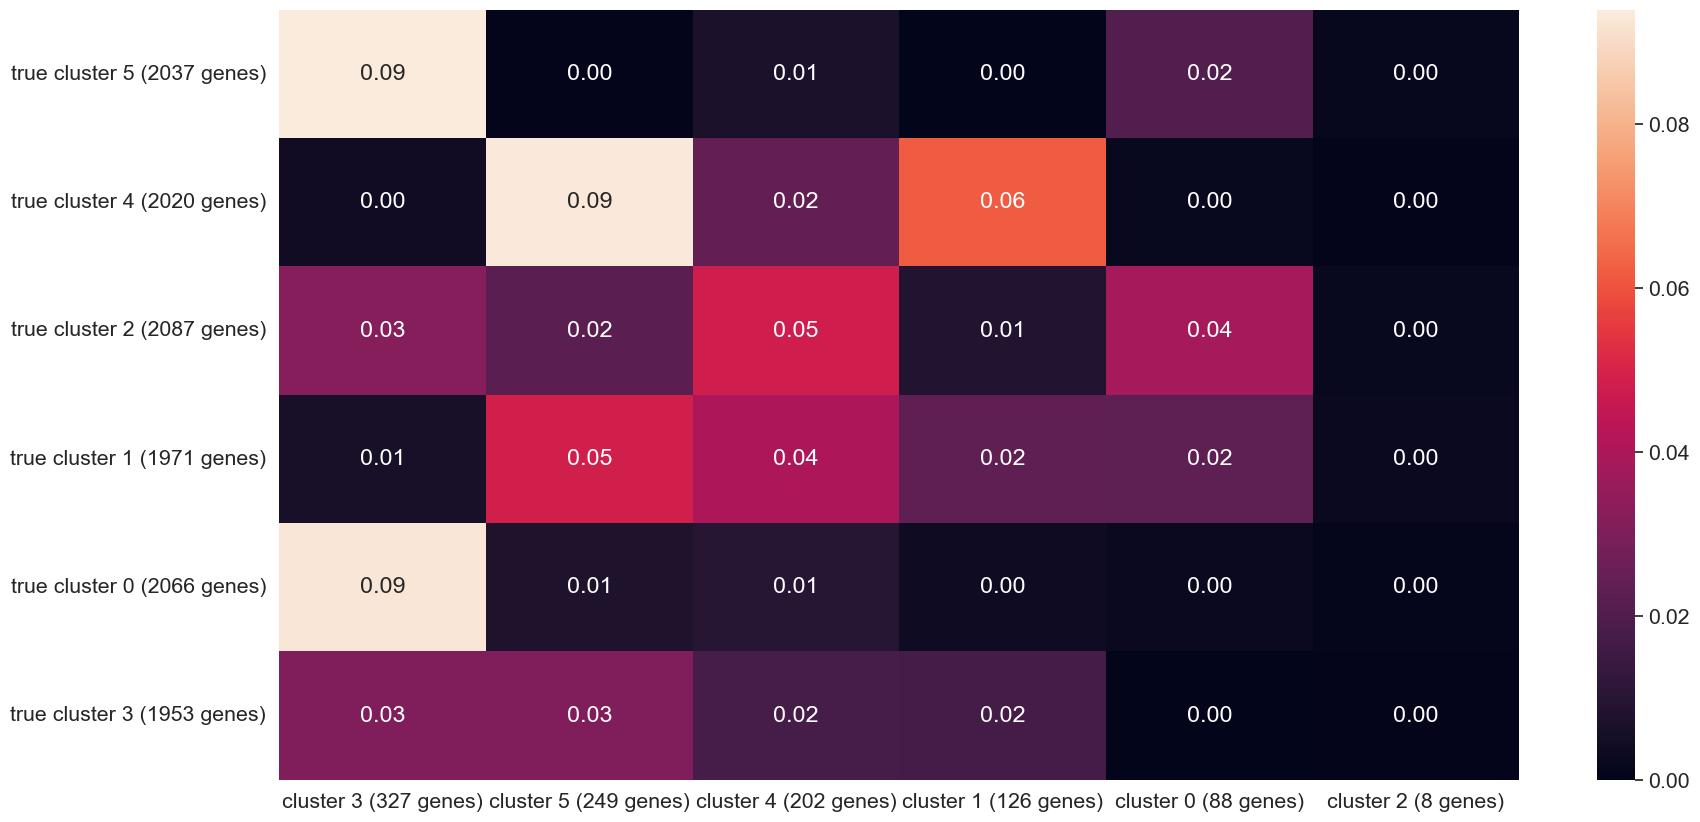 true cluster 5 (2037 genes) 0.09 0.00 0.01 0.00 0.02 0.00
true cluster 4 (2020 genes) 0.00 0.09 0.02 0.06 0.00 0.00
true cluster 2 (2087 genes) 0.03 0.02 0.05 0.01 0.04 0.00
true cluster 1 (1971 genes) 0.01 0.05 0.04 0.02 0.02 0.00
true cluster 0 (2066 genes) 0.09 0.01 0.01 0.00 0.00 0.00
true cluster 3 (1953 genes) 0.03 0.03 0.02 0.02 0.00 0.00
cluster 3 (327 genes) cluster 5 (249 genes) cluster 4 (202 genes) cluster 1 (126 genes) cluster 0 (88 genes) cluster 2 (8 genes)
0.08
0.06
0.04
0.02
0.00